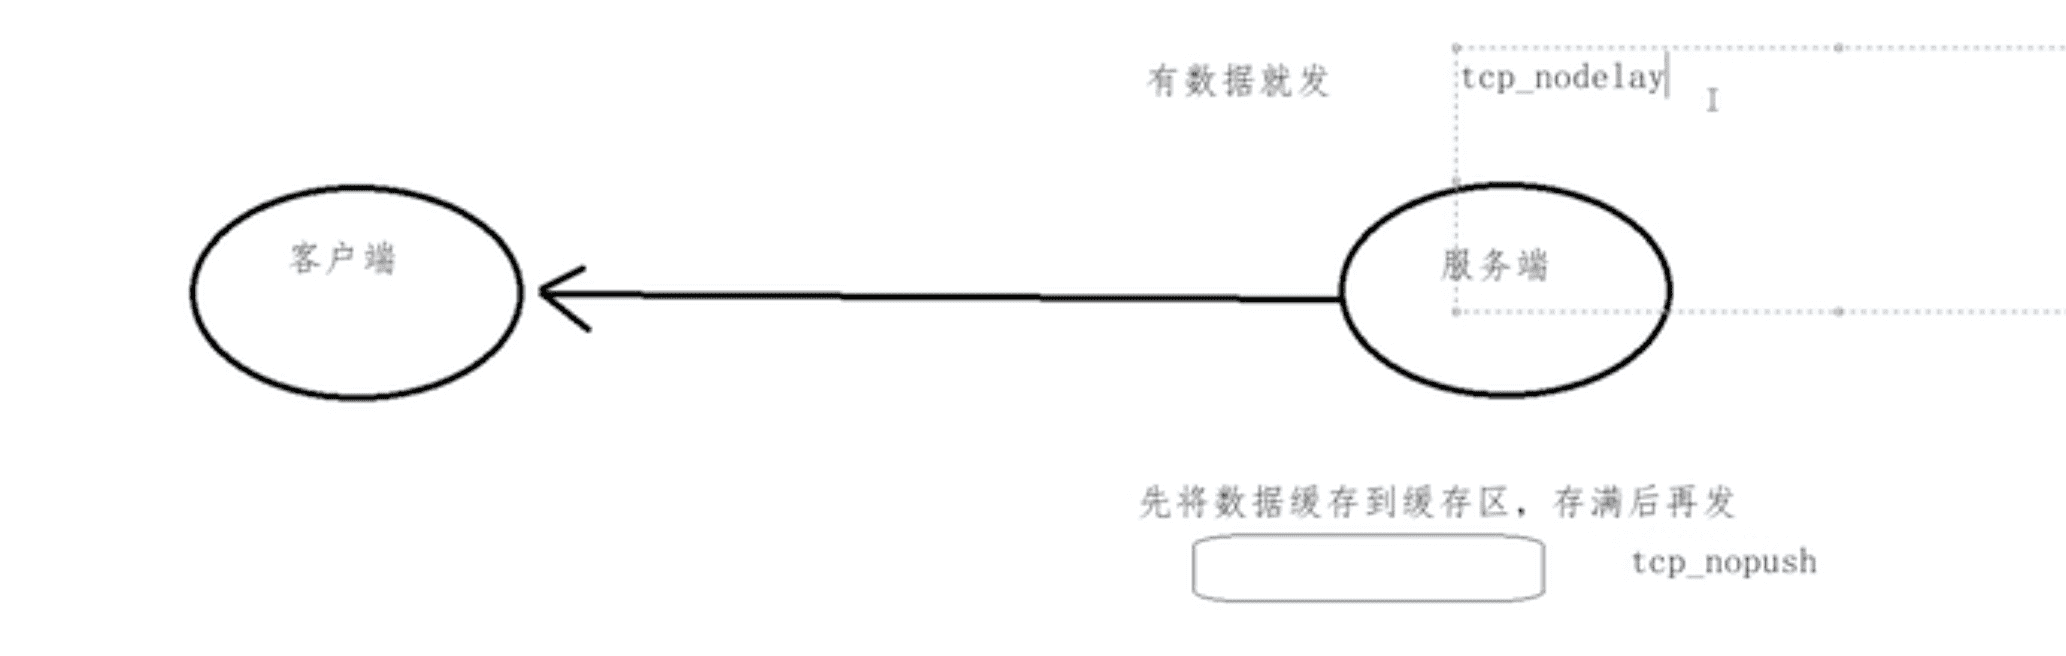 有数据就发 tcp_nodelay
客户端
服务端
先将数据缓存到缓存区，存满后再发
tcp_nopush